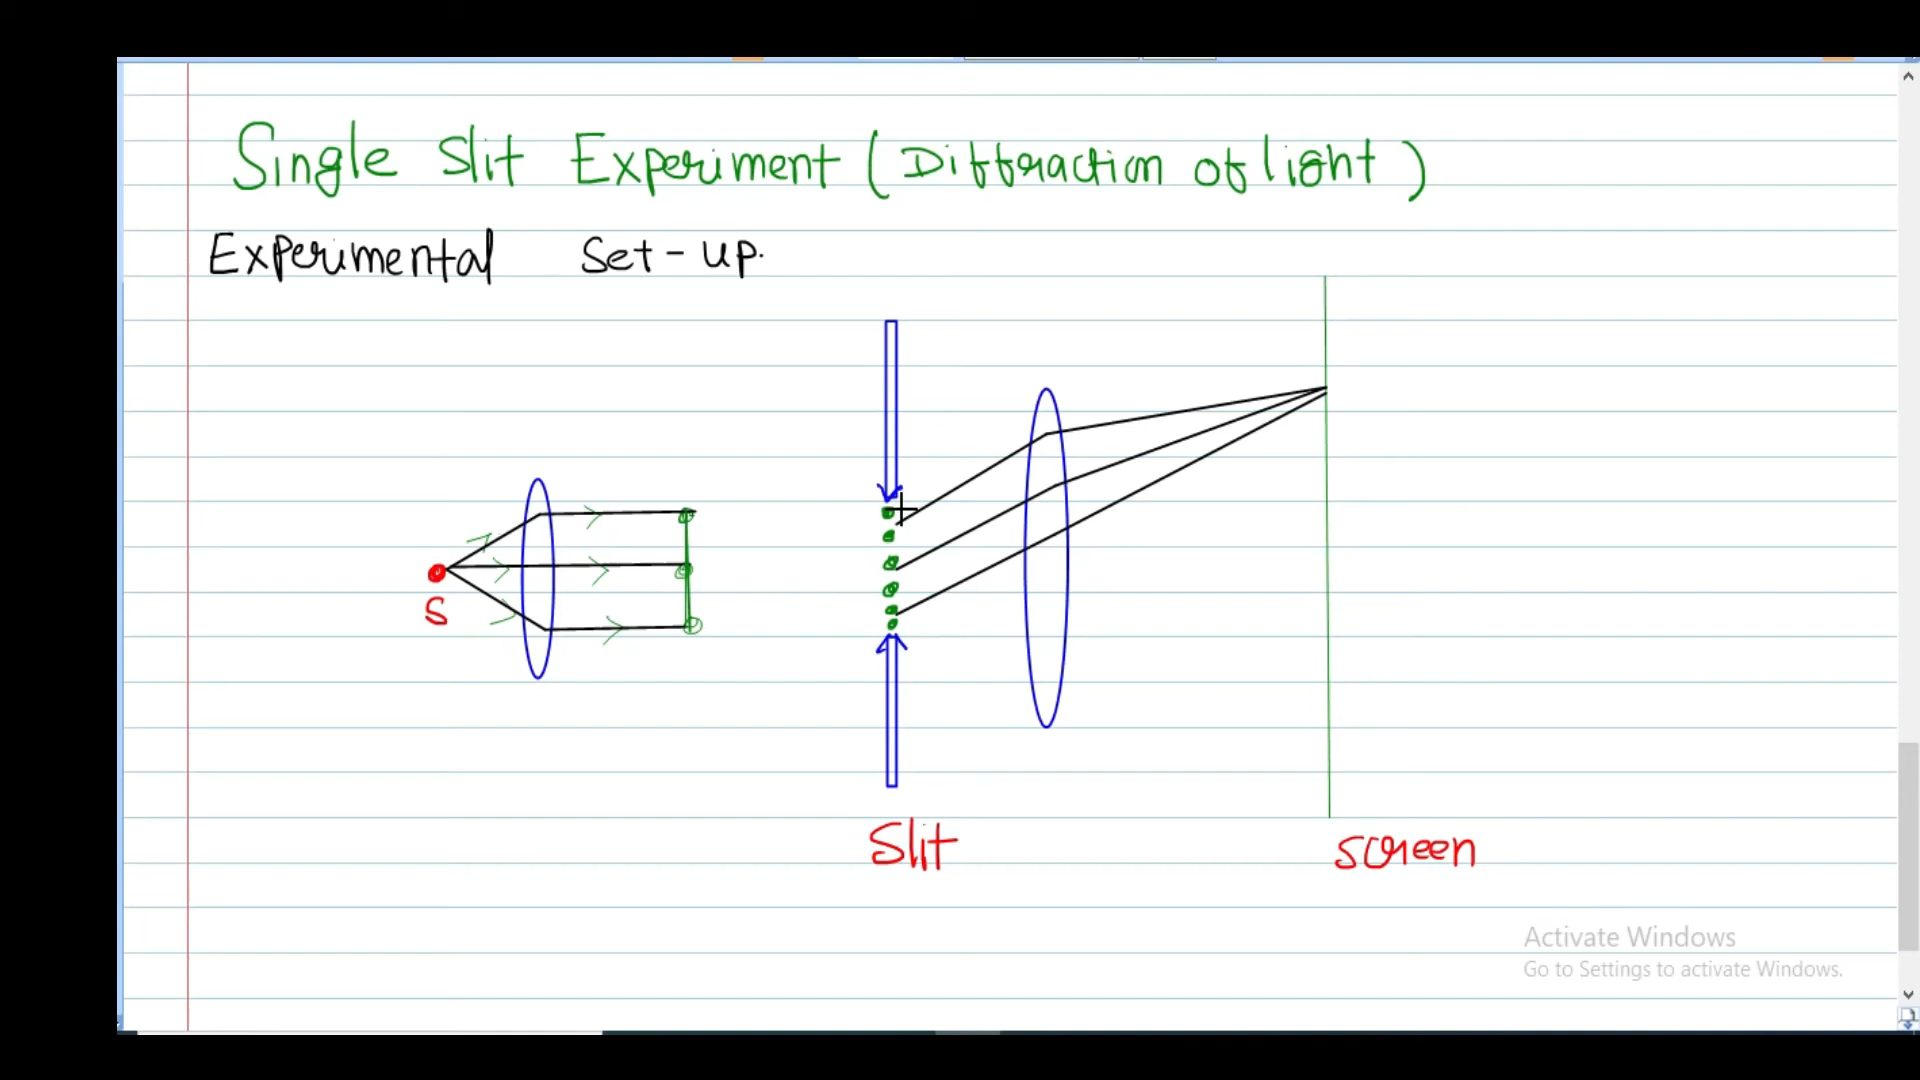 Single Slit Experiment (Diffraction of light)
Experimental Set-up.
S
Slit
screen
Activate Windows
Go to Settings to activate Windows.